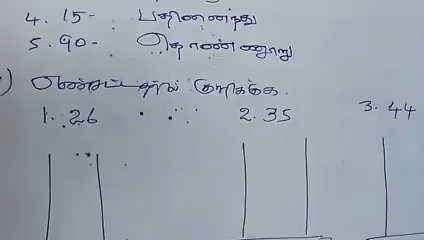 4. 15- பதினைந்து
5. 90- தொண்ணூறு
) எண்சட்டத்தில் குறிக்க.
1. 26 2. 35 3. 44